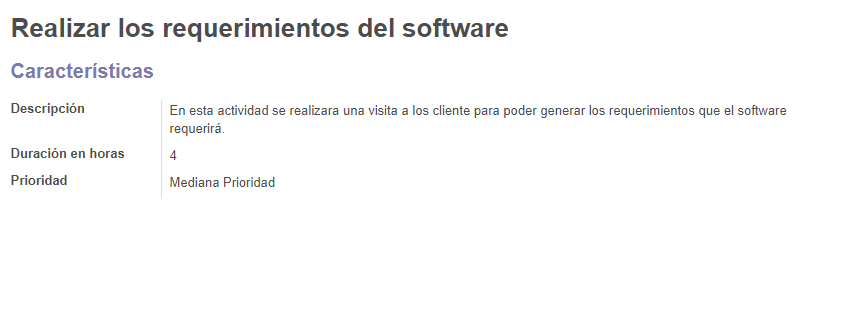 Realizar los requerimientos del software
Características
Descripción
En esta actividad se realizara una visita a los cliente para poder generar los requerimientos que el software
requerirá.
Duración en horas
4
Prioridad
Mediana Prioridad